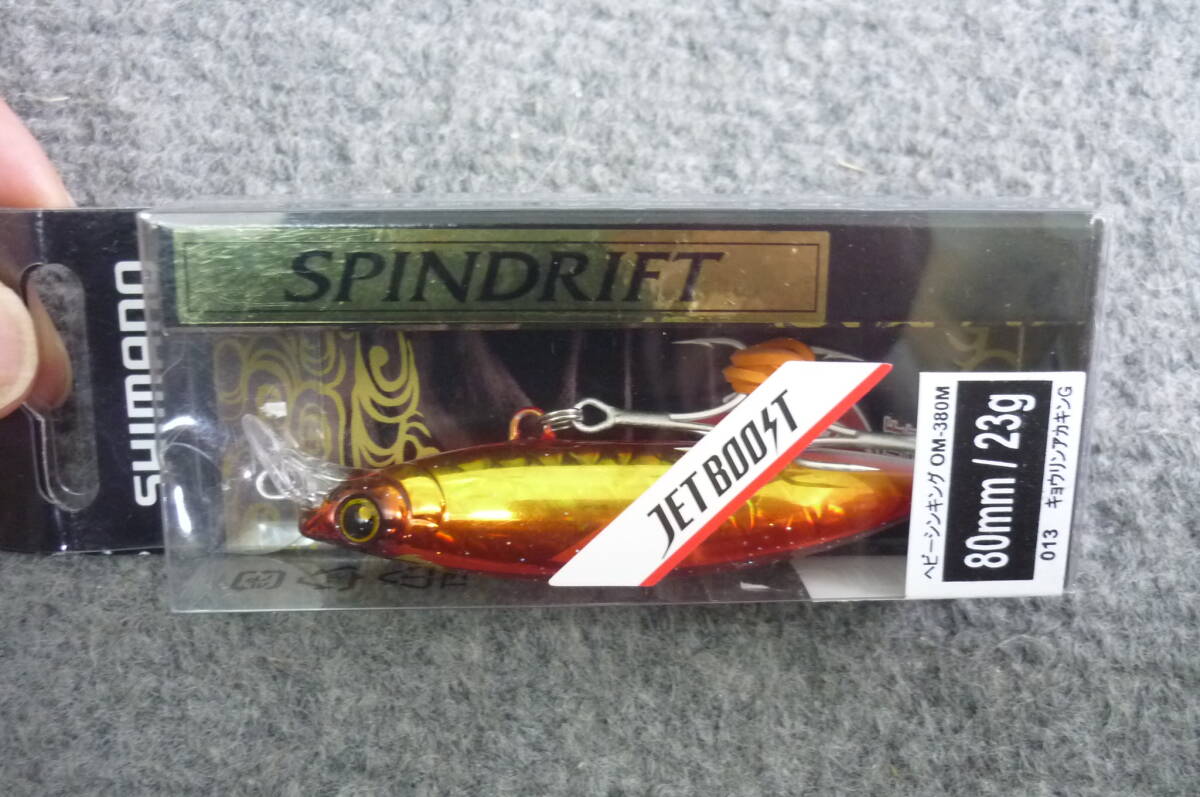 SHIMANO
SPINDRIFT
JET BOOST
ヘビーシンキング OM-380M
80mm / 23g
013 キョウリンアカキンG